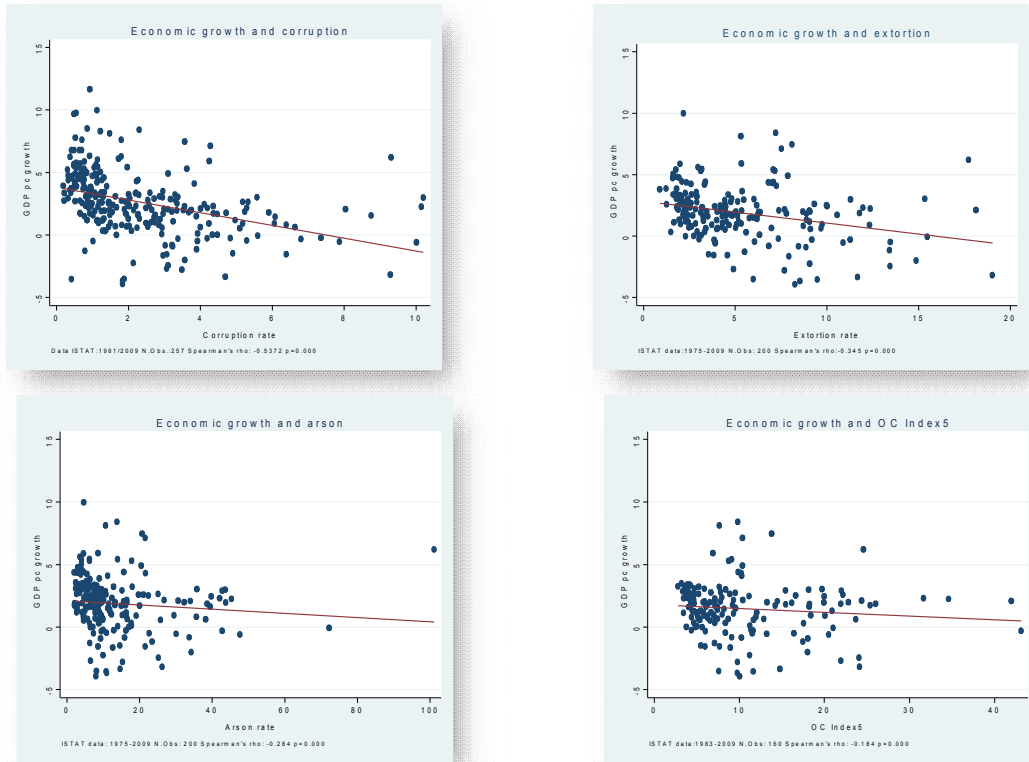 Economic growth and corruption
15
10
5
0
-5
GDP pc growth
0 2 4 6 8 10
Corruption rate
Data ISTAT:1961/2009 N.Obs.:257 Spearman's rho: -0.5372 p=0.000
Economic growth and extortion
15
10
5
0
-5
GDP pc growth
0 5 10 15 20
Extortion rate
ISTAT data:1975-2009 N.Obs: 200 Spearman's rho:-0.345 p=0.000
Economic growth and arson
15
10
5
0
-5
GDP pc growth
0 20 40 60 80 100
Arson rate
ISTAT data: 1975-2009 N.Obs: 200 Spearman's rho: -0.284 p=0.000
Economic growth and OC Index5
15
10
5
0
-5
GDP pc growth
0 10 20 30 40
OC Index5
ISTAT data:1983-2009 N.Obs: 160 Spearman's rho: -0.184 p=0.000